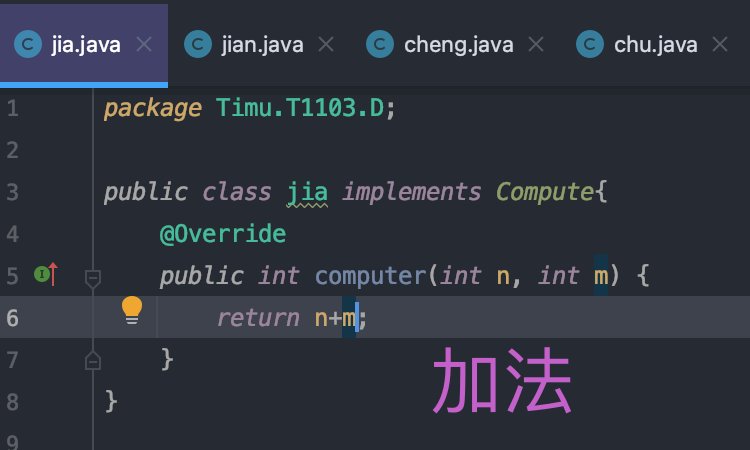 jia.java jian.java cheng.java chu.java
1 package Timu.T1103.D;
2
3 public class jia implements Compute{
4 @Override
5 public int computer(int n, int m) {
6 return n+m;
7 }
8 }
9
加法